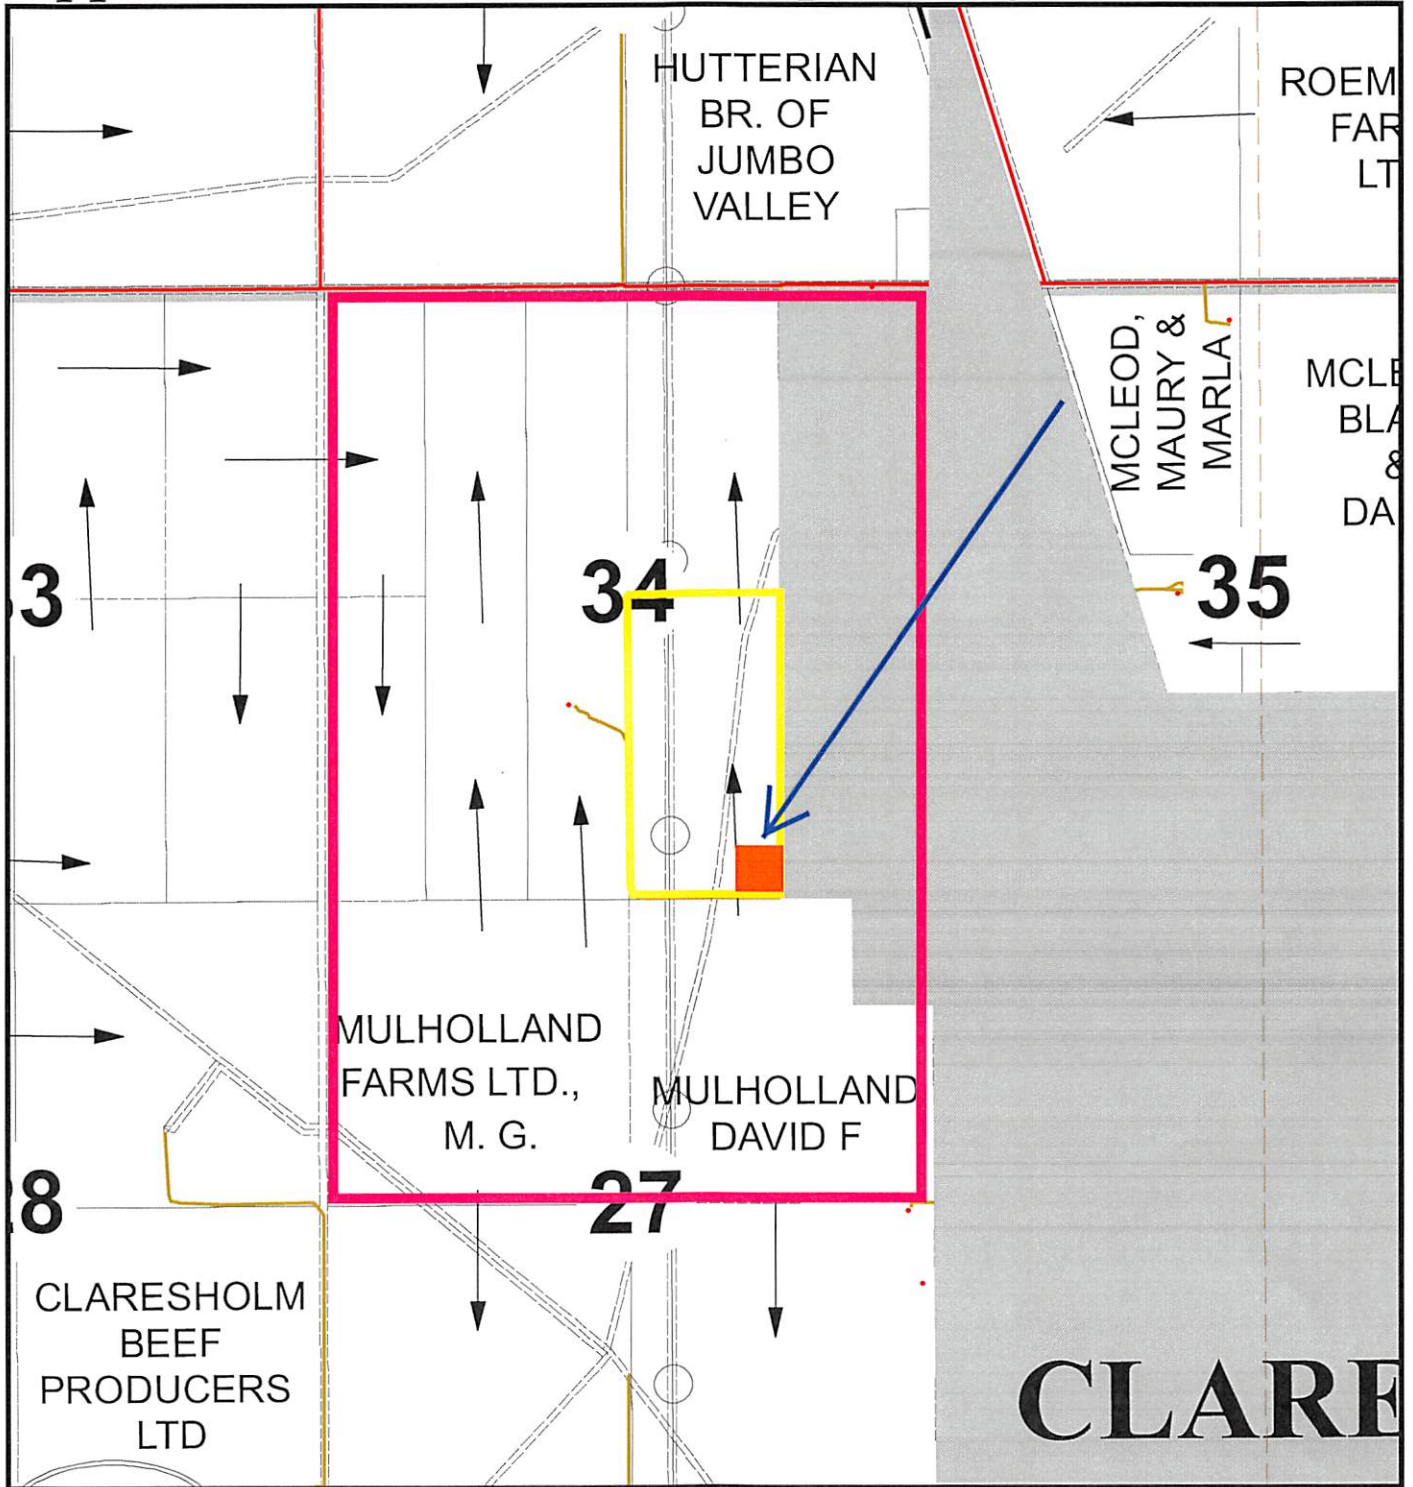 HUTTERIAN
BR. OF
JUMBO
VALLEY
ROEM
FAR
LT
MCLEOD,
MAURY &
MARLA
MCLE
BLA
&
DA
33
34
35
MULHOLLAND
FARMS LTD.,
M. G.
MULHOLLAND
DAVID F
28
27
CLARESHOLM
BEEF
PRODUCERS
LTD
CLARE